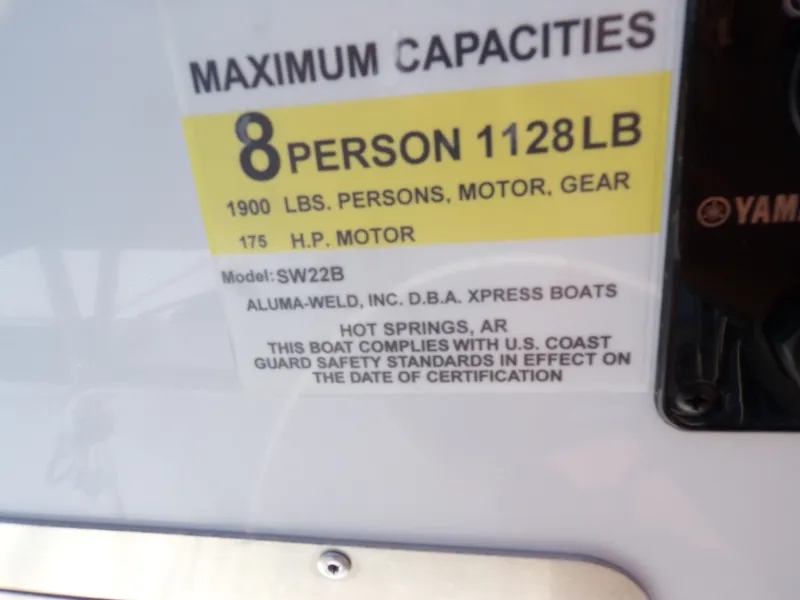 MAXIMUM CAPACITIES
8 PERSON 1128 LB
1900 LBS. PERSONS, MOTOR, GEAR
175 H.P. MOTOR
Model: SW22B
ALUMA-WELD, INC. D.B.A. XPRESS BOATS
HOT SPRINGS, AR
THIS BOAT COMPLIES WITH U.S. COAST
GUARD SAFETY STANDARDS IN EFFECT ON
THE DATE OF CERTIFICATION
YAM